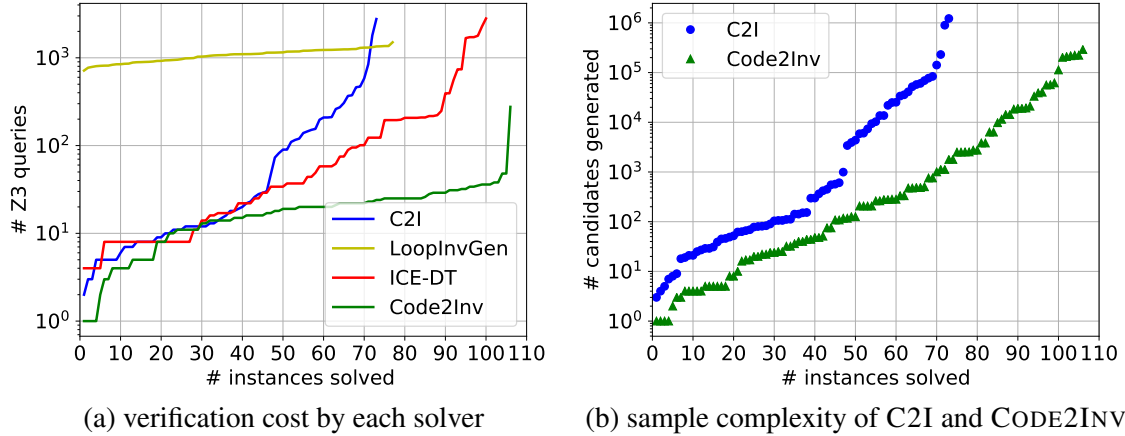 # Z3 queries
10³
10²
10¹
10⁰
0 10 20 30 40 50 60 70 80 90 100 110
# instances solved
C2I
LoopInvGen
ICE-DT
Code2Inv
(a) verification cost by each solver
# candidates generated
10⁶
10⁵
10⁴
10³
10²
10¹
10⁰
0 10 20 30 40 50 60 70 80 90 100 110
# instances solved
C2I
Code2Inv
(b) sample complexity of C2I and CODE2INV